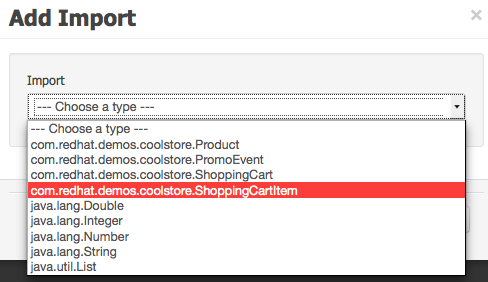 Add Import
×
Import
--- Choose a type ---
--- Choose a type ---
com.redhat.demos.coolstore.Product
com.redhat.demos.coolstore.PromoEvent
com.redhat.demos.coolstore.ShoppingCart
com.redhat.demos.coolstore.ShoppingCartItem
java.lang.Double
java.lang.Integer
java.lang.Number
java.lang.String
java.util.List